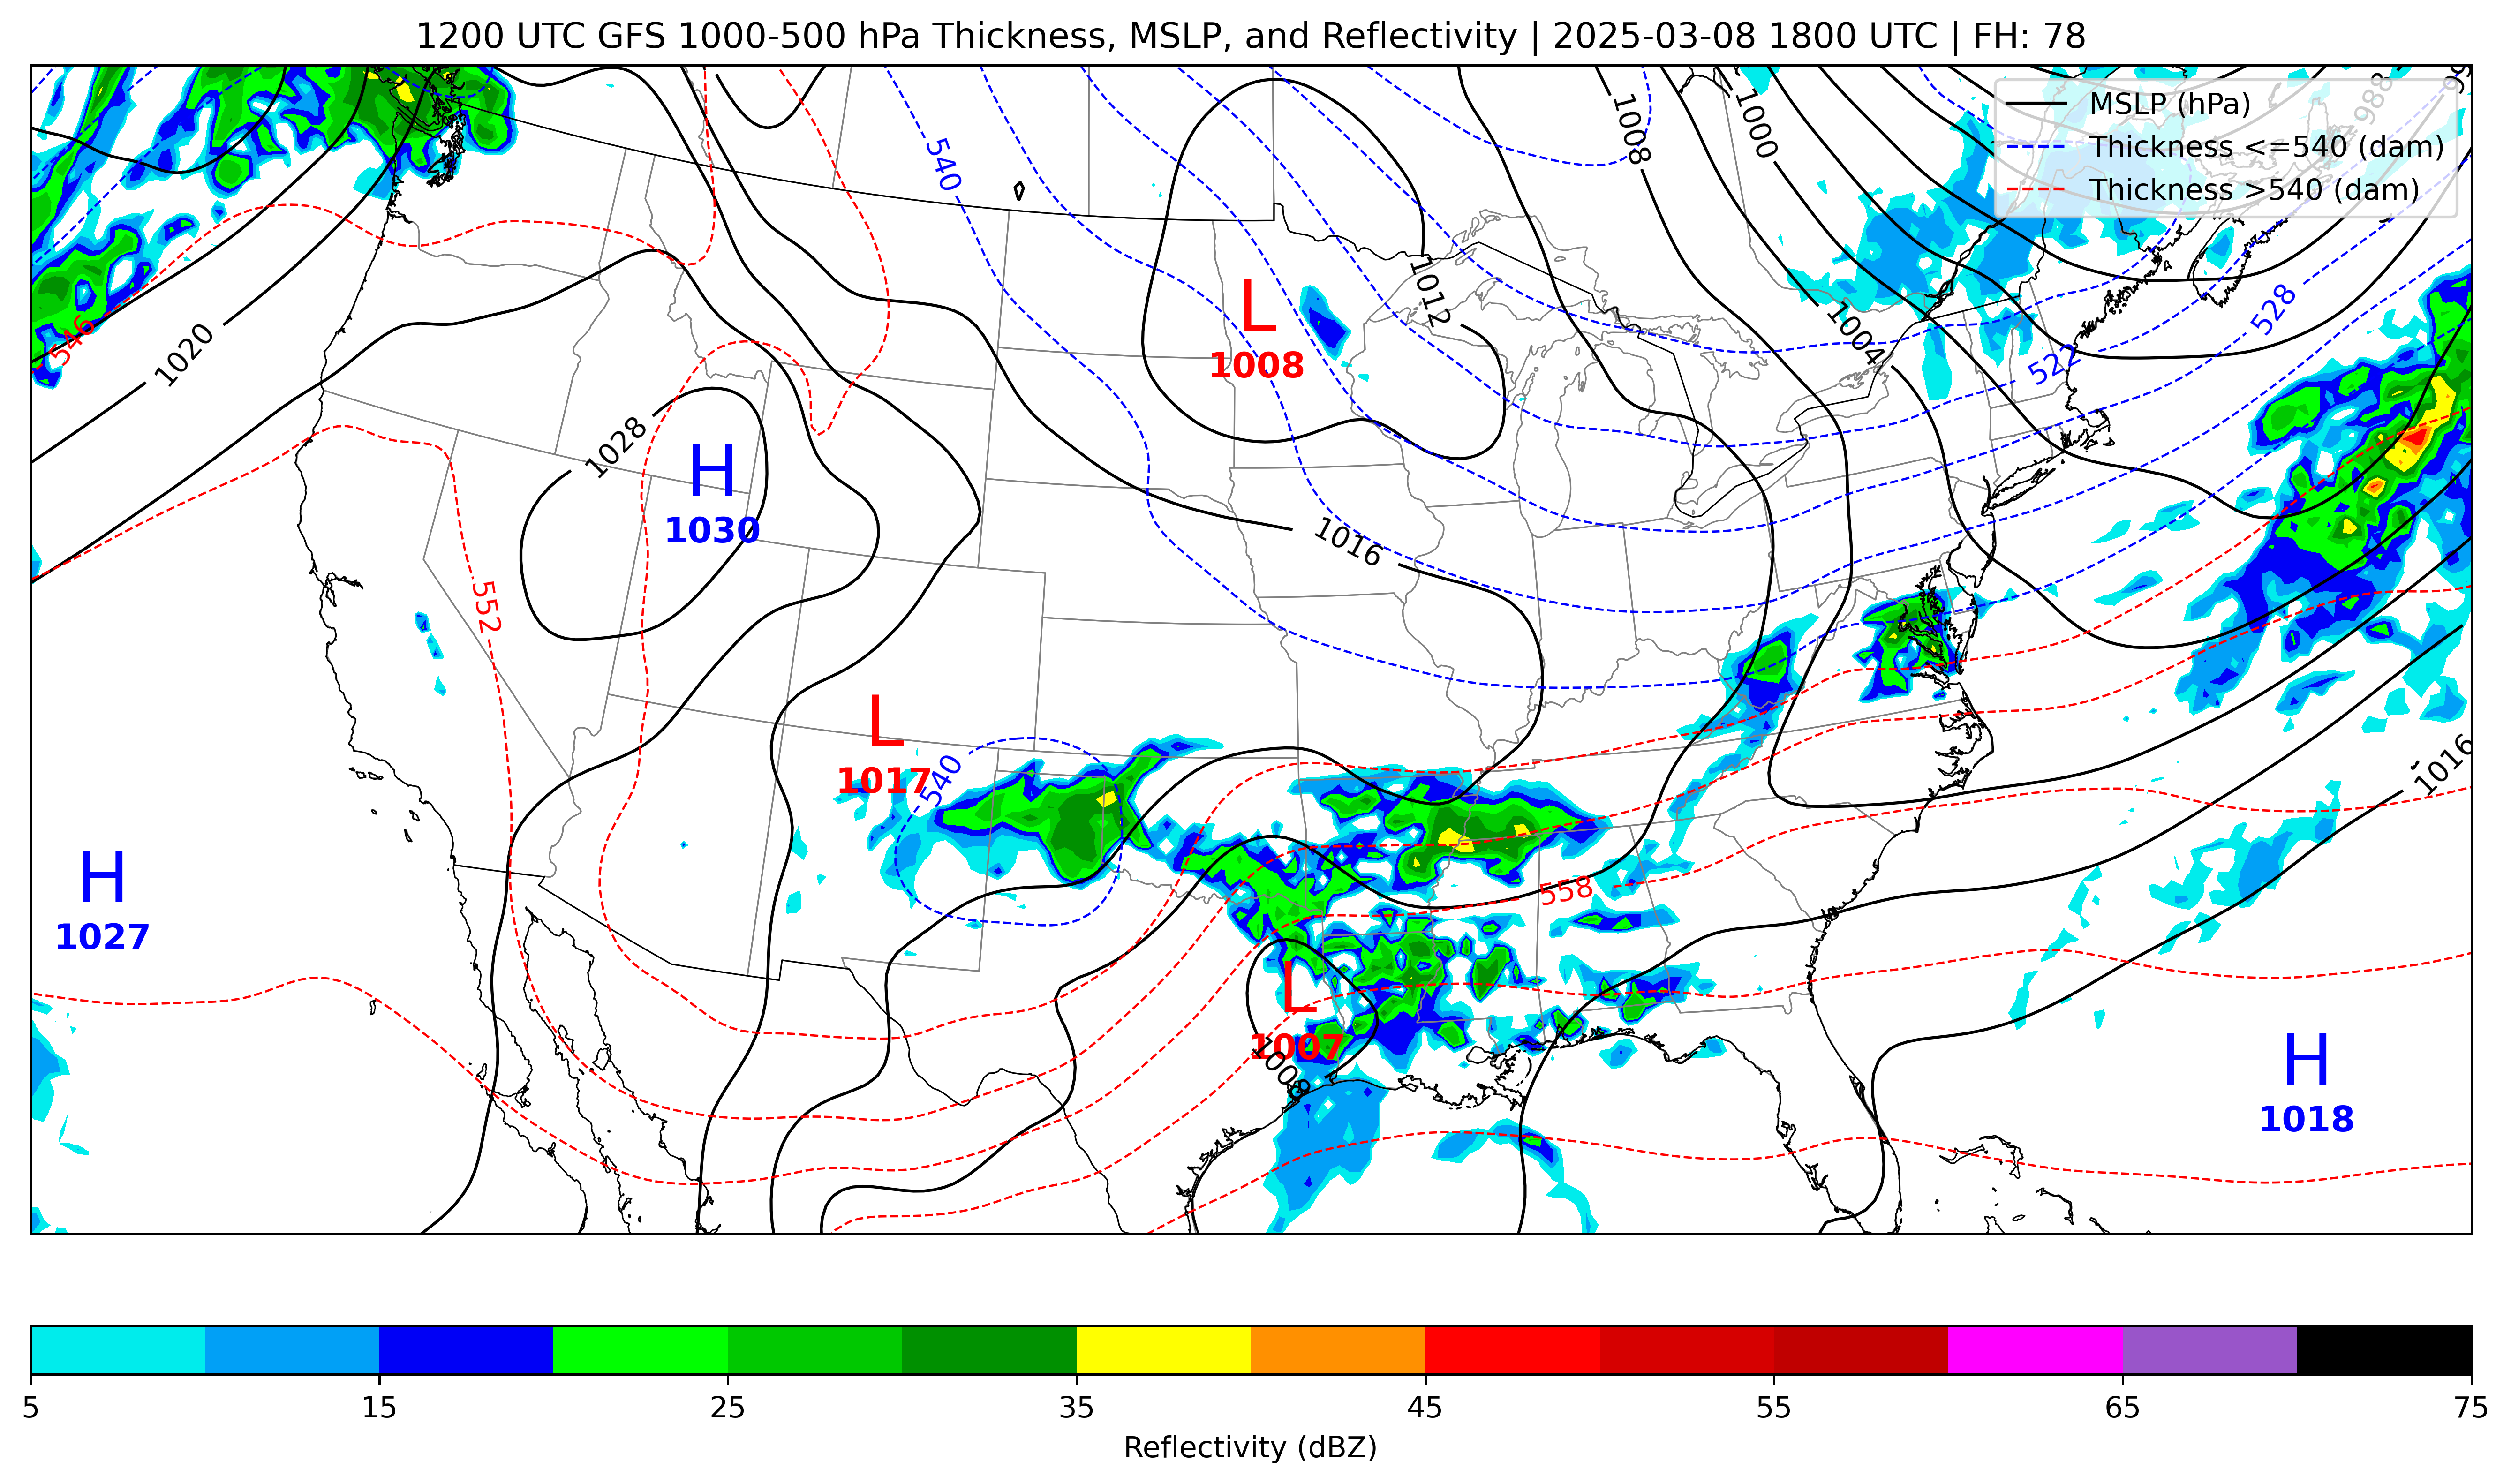 1200 UTC GFS 1000-500 hPa Thickness, MSLP, and Reflectivity | 2025-03-08 1800 UTC | FH: 78
MSLP (hPa)
Thickness <=540 (dam)
Thickness >540 (dam)
988
1008
1000
540
1012
L
1008
528
1004
522
546
1020
1028
H
1030
1016
552
L
1017
540
1016
H
1027
558
L
1007
1008
H
1018
5
15
25
35
45
55
65
75
Reflectivity (dBZ)